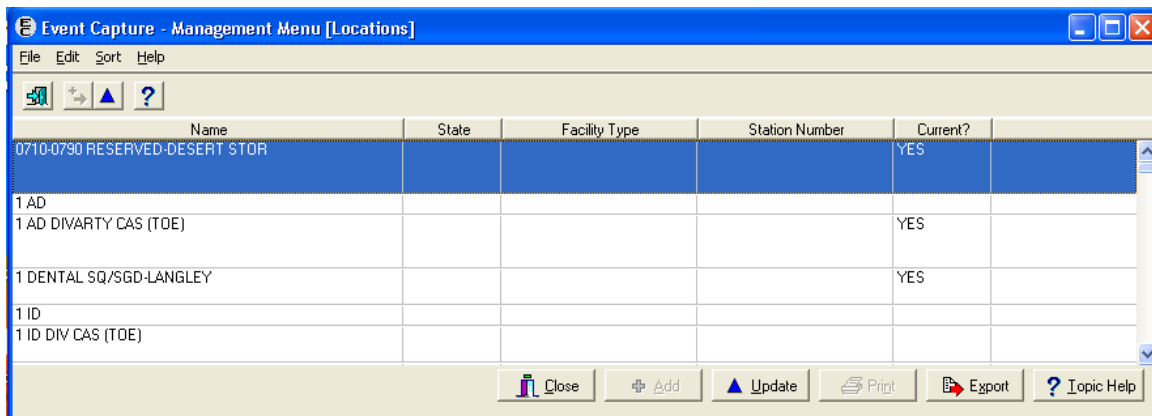 Event Capture - Management Menu [Locations]
File Edit Sort Help
Name State Facility Type Station Number Current?
0710-0790 RESERVED-DESERT STOR YES
1 AD
1 AD DIVARTY CAS (TOE) YES
1 DENTAL SQ/SGD-LANGLEY YES
1 ID
1 ID DIV CAS (TOE)
Close Add Update Print Export ? Topic Help